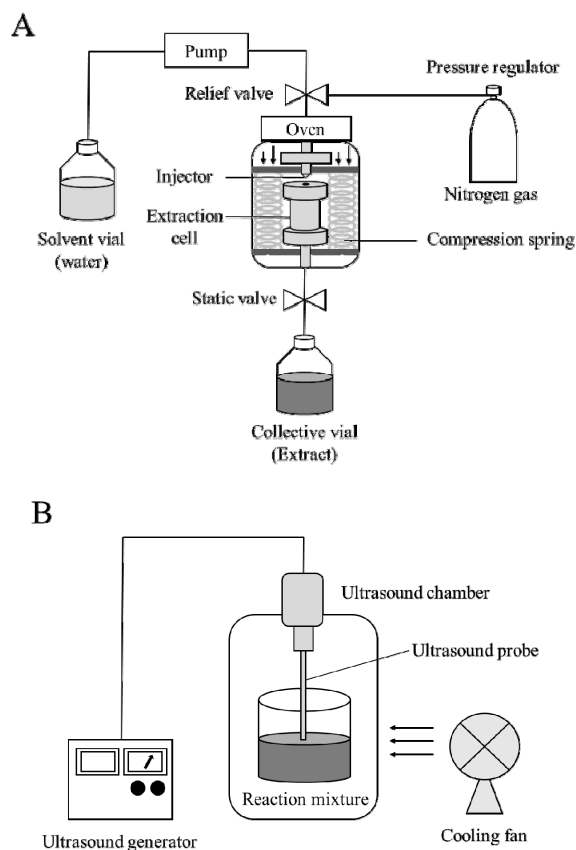 A
Pump
Pressure regulator
Relief valve
Oven
Injector
Nitrogen gas
Extraction
cell
Solvent vial
(water)
Compression spring
Static valve
Collective vial
(Extract)
B
Ultrasound chamber
Ultrasound probe
Reaction mixture
Ultrasound generator
Cooling fan